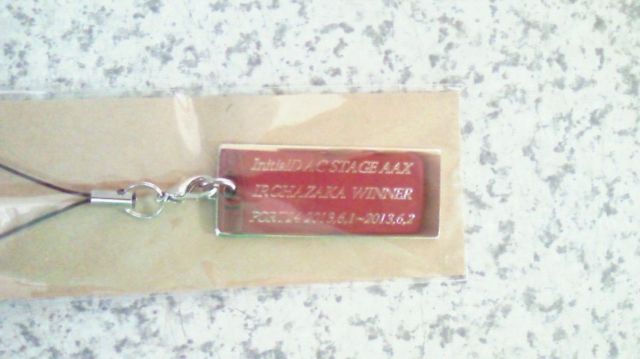 InitialD AC STAGE AAX
IROHAZAKA WINNER
PORT24 2013.6.1~2013.6.2